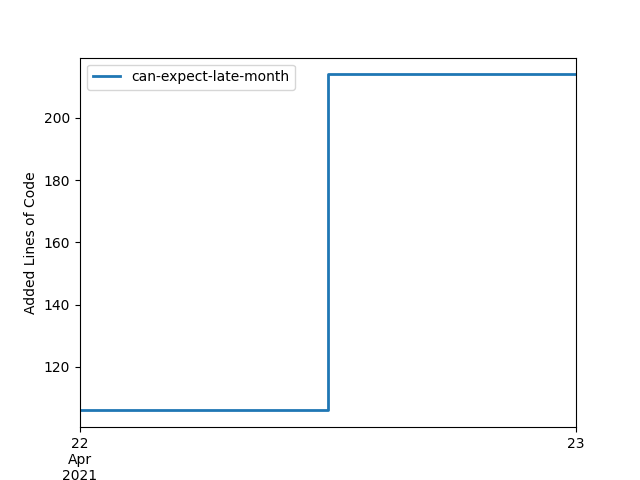 can-expect-late-month
Added Lines of Code
200
180
160
140
120
22
Apr
2021
23